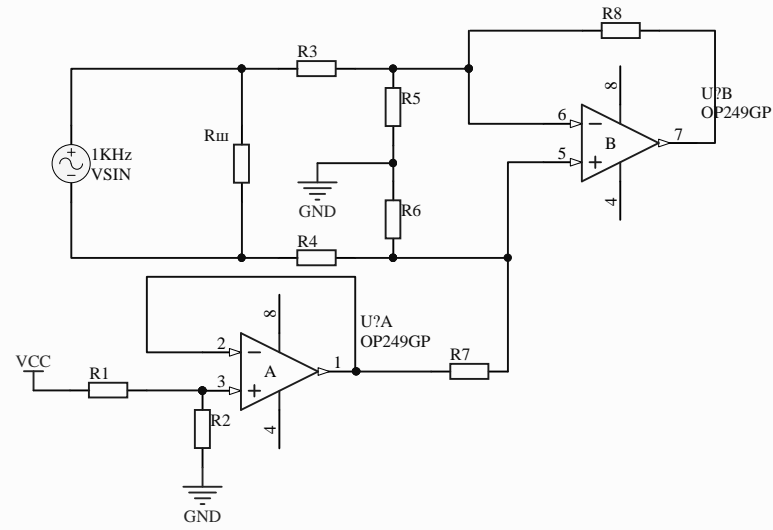 R8
R3
8
U?B
OP249GP
R5
6
7
Rш
B
1KHz
VSIN
5
GND
R6
4
R4
8
U?A
OP249GP
2
1
R7
VCC
R1
A
3
R2
4
GND